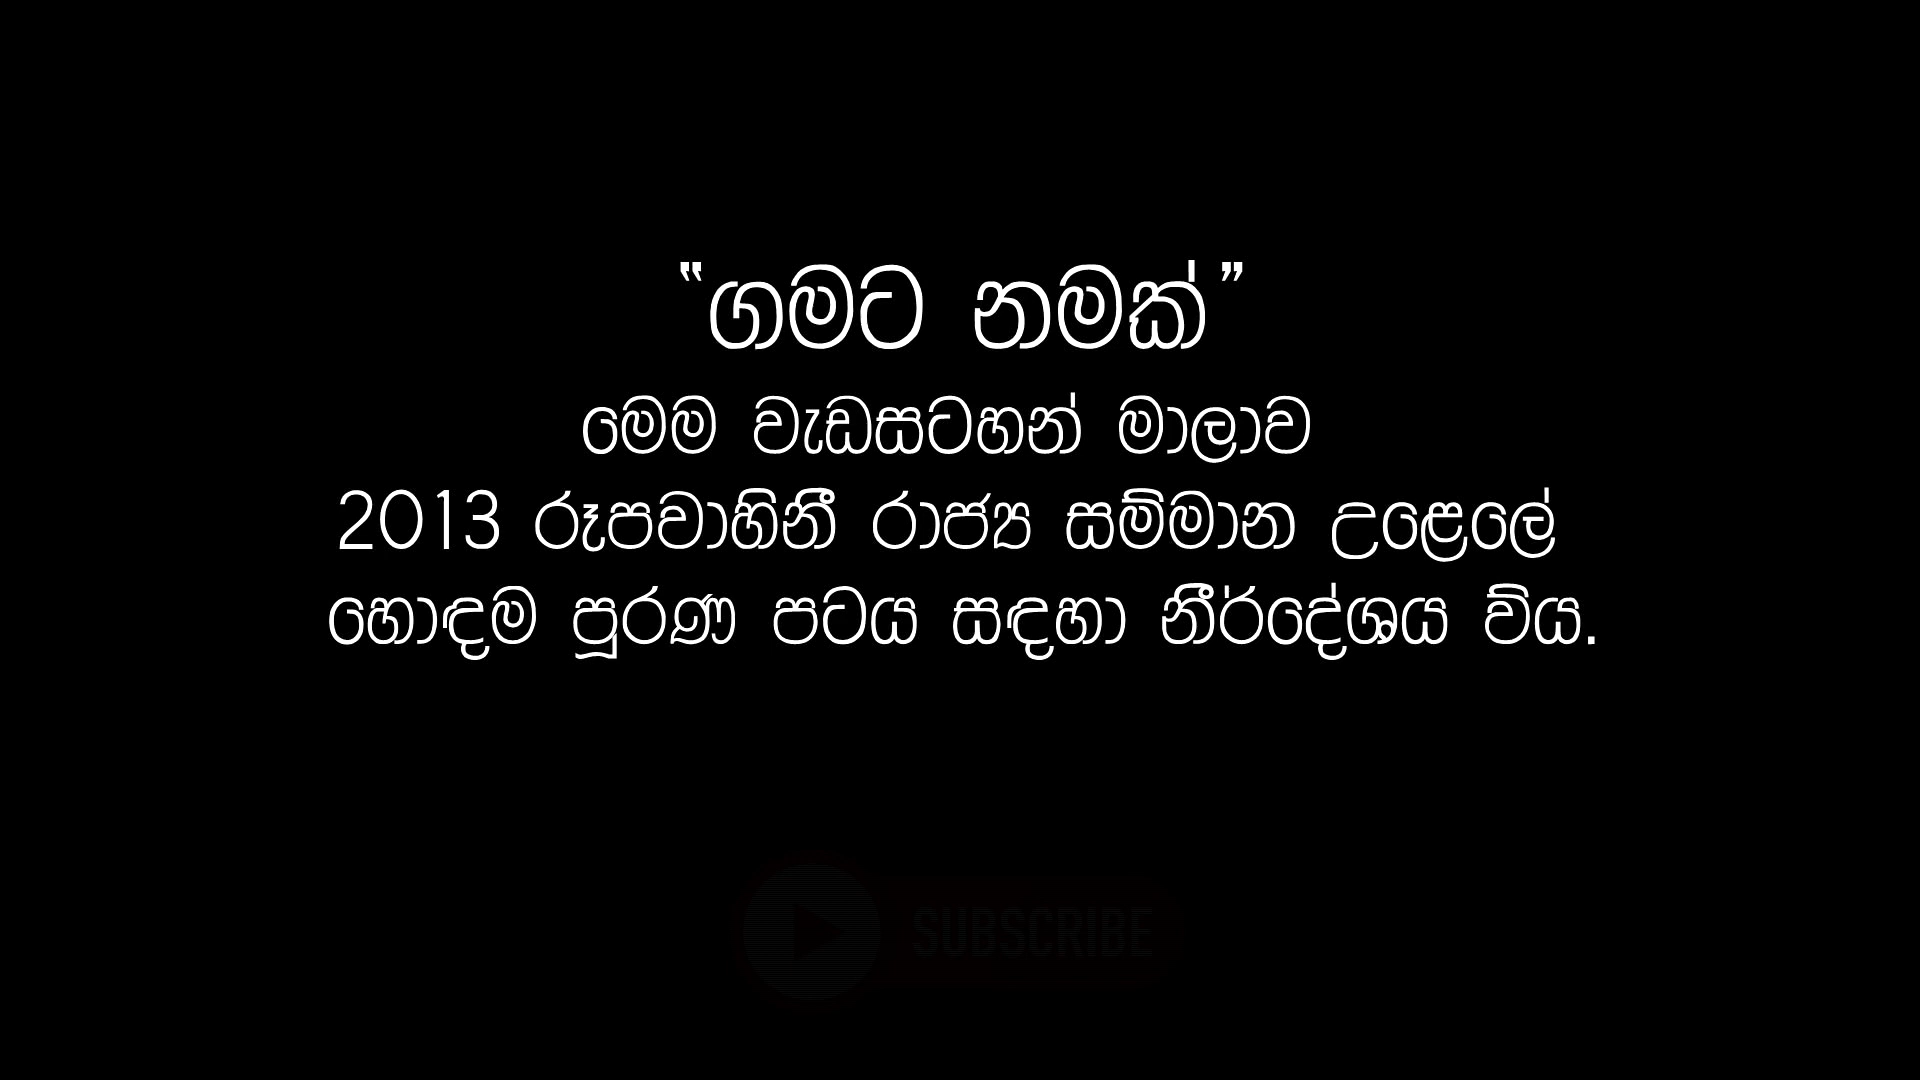 “ගමට නමක්”
මෙම වැඩසටහන් මාලාව
2013 රූපවාහිනී රාජ්‍ය සම්මාන උළෙලේ
හොඳම පූරණ පටය සඳහා නීර්දේශය විය.
SUBSCRIBE